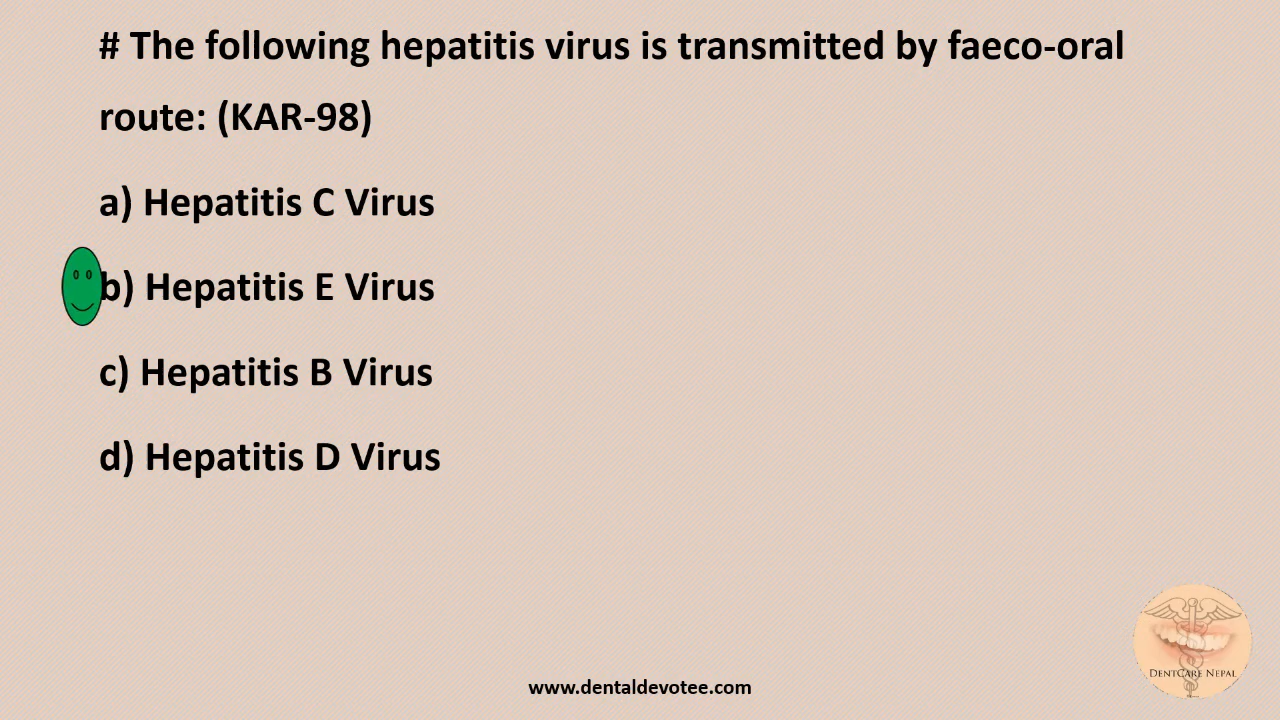 # The following hepatitis virus is transmitted by faeco-oral
route: (KAR-98)
a) Hepatitis C Virus
b) Hepatitis E Virus
c) Hepatitis B Virus
d) Hepatitis D Virus
DENTCARE NEPAL
www.dentaldevotee.com